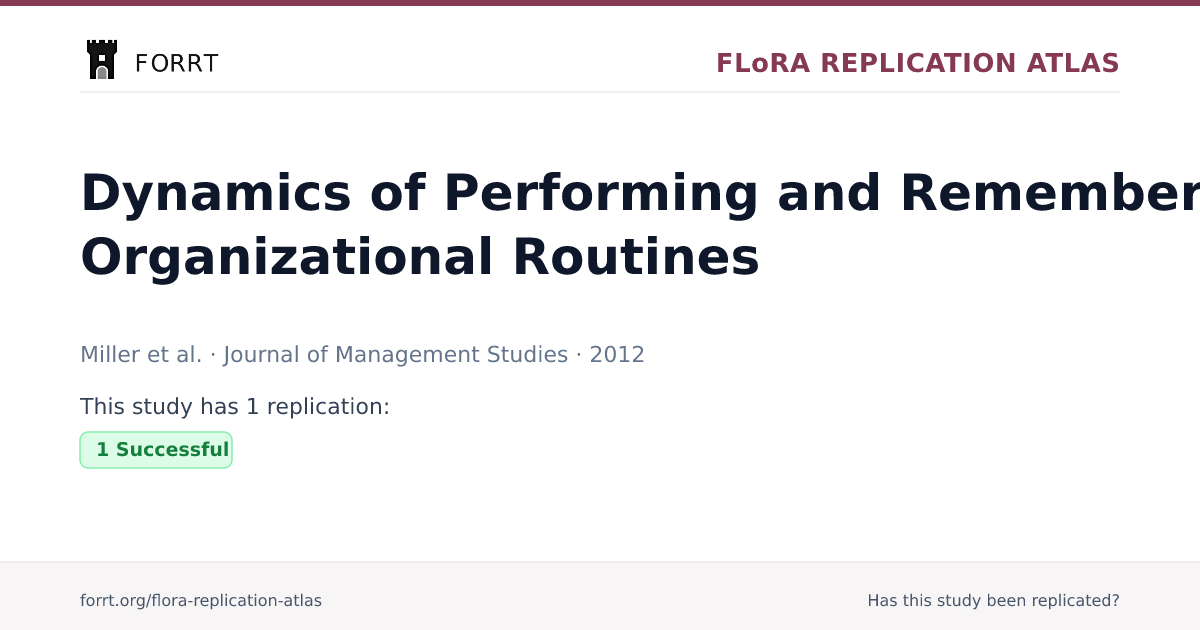 FORRT
FLoRA REPLICATION ATLAS
Dynamics of Performing and Remember
Organizational Routines
Miller et al. · Journal of Management Studies · 2012
This study has 1 replication:
1 Successful
forrt.org/flora-replication-atlas
Has this study been replicated?